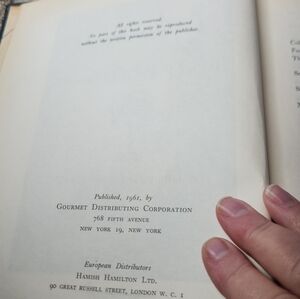 All rights reserved
No part of this book may be reproduced
without the written permission of the publisher.
Published, 1961, by
GOURMET DISTRIBUTING CORPORATION
768 FIFTH AVENUE
NEW YORK 19, NEW YORK
European Distributors
HAMISH HAMILTON LTD.
90 GREAT RUSSELL STREET, LONDON W. C. 1